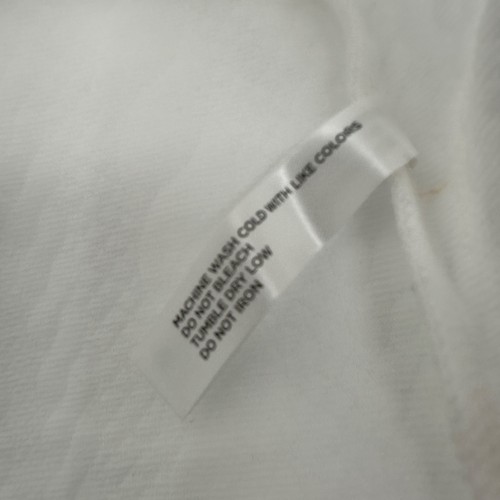 MACHINE WASH COLD WITH LIKE COLORS
DO NOT BLEACH
TUMBLE DRY LOW
DO NOT IRON